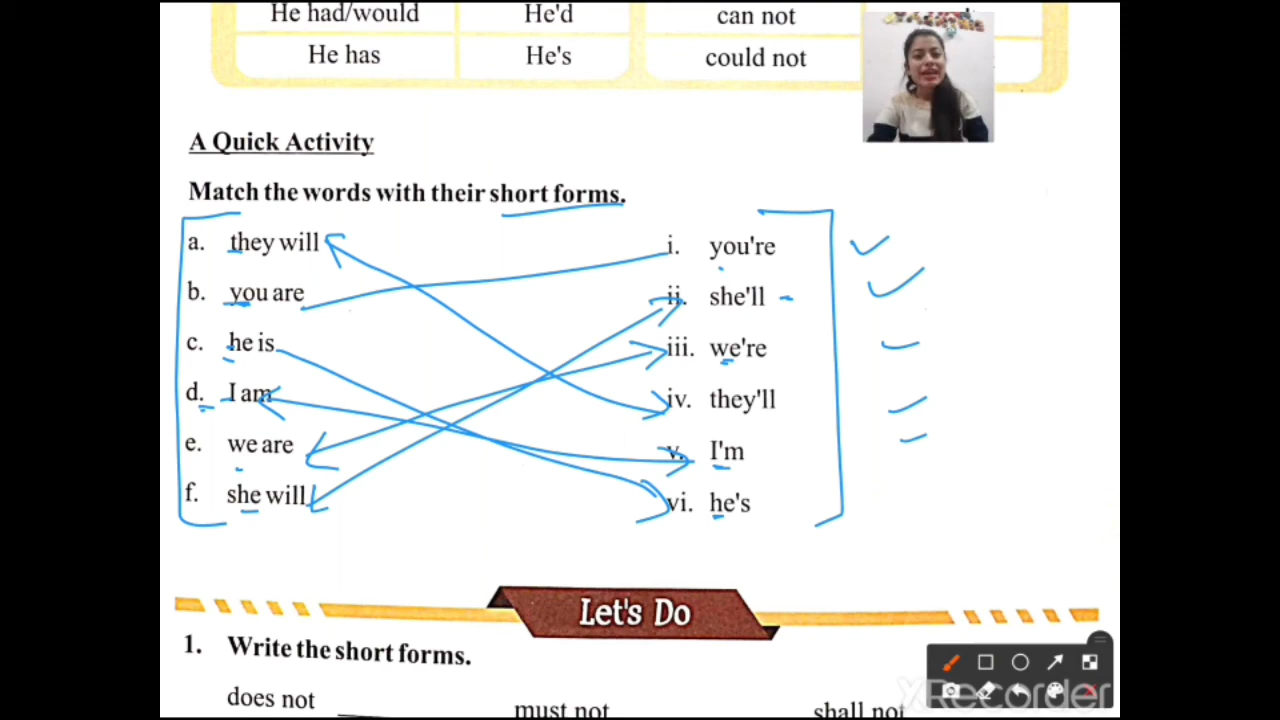 He had/would He'd can not
He has He's could not
A Quick Activity
Match the words with their short forms.
a. they will i. you're
b. you are ii. she'll
c. he is iii. we're
d. I am iv. they'll
e. we are v. I'm
f. she will vi. he's
Let's Do
1. Write the short forms.
does not must not shall not
XRecorder